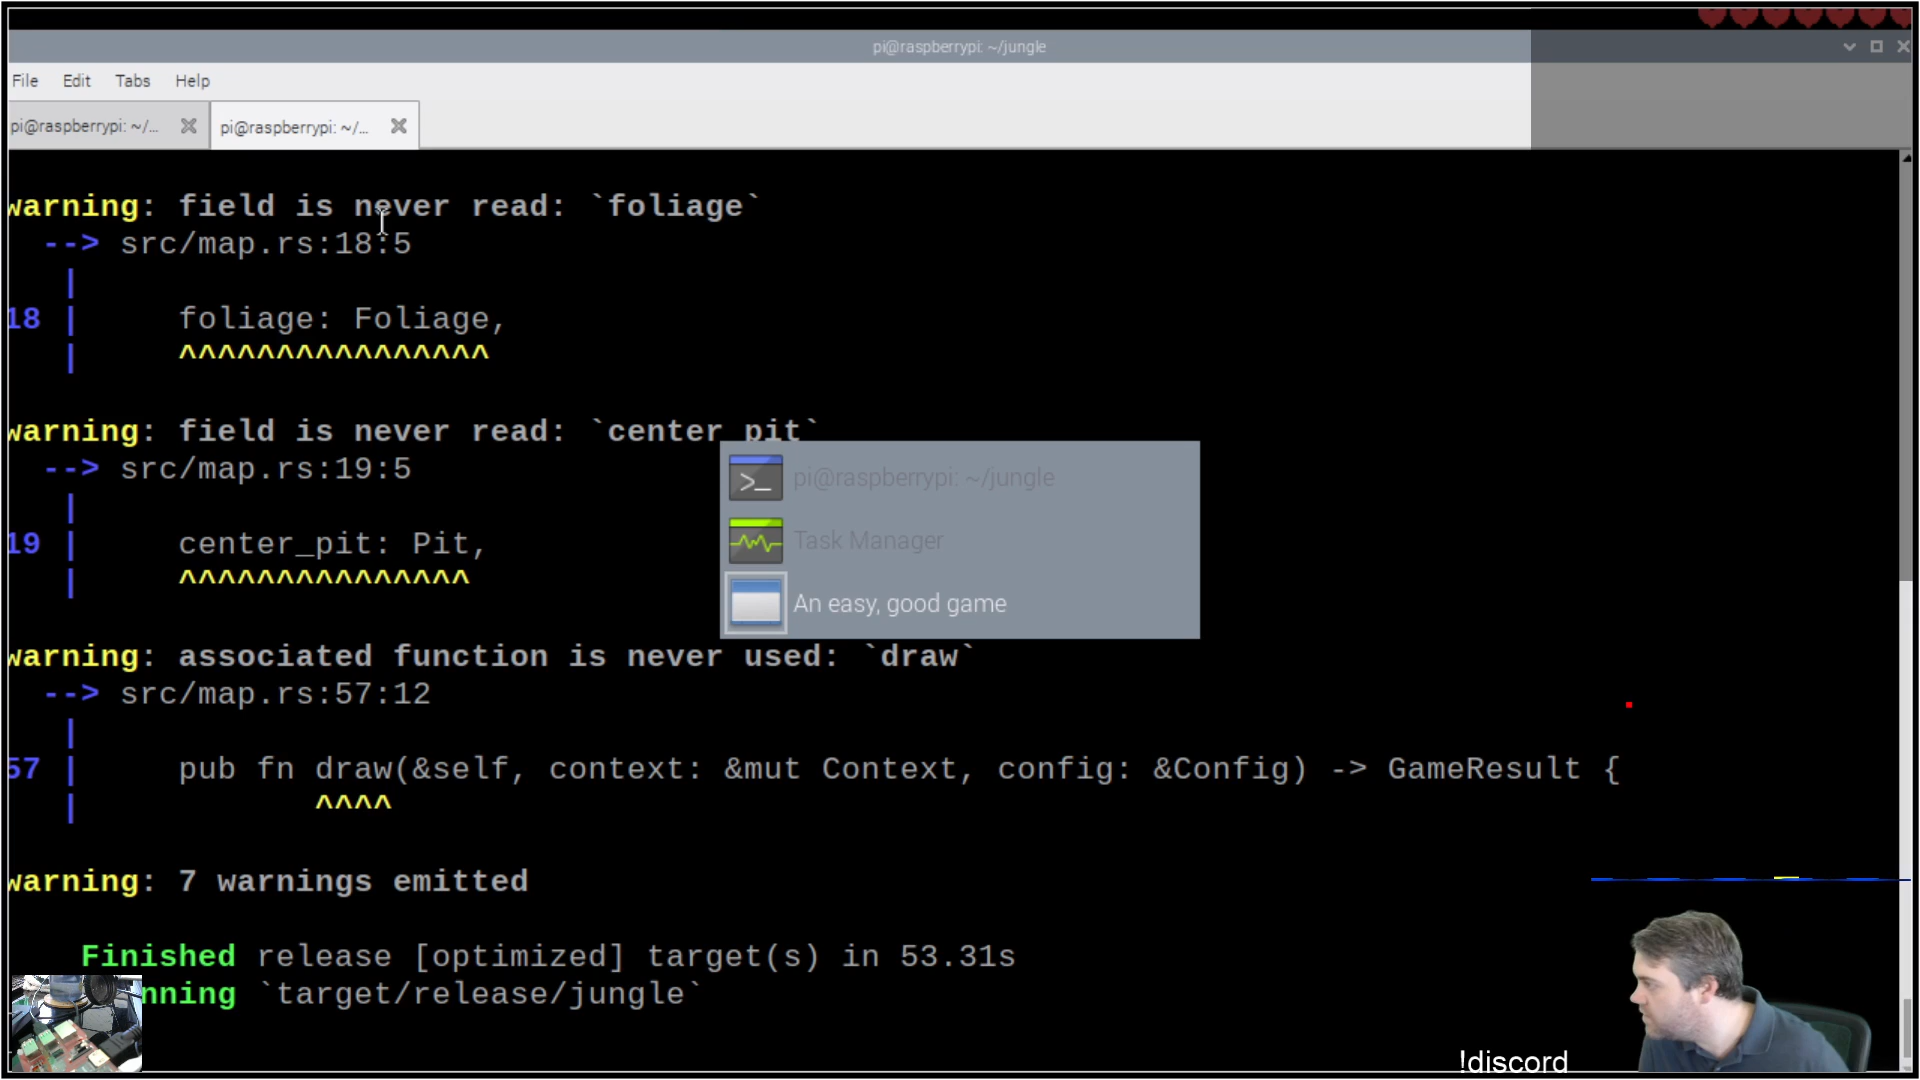 pi@raspberrypi: ~/jungle
File Edit Tabs Help
pi@raspberrypi: ~/... pi@raspberrypi: ~/...
warning: field is never read: `foliage`
--> src/map.rs:18:5
|
18 | foliage: Foliage,
| ^^^^^^^^^^^^^^^^
warning: field is never read: `center_pit`
--> src/map.rs:19:5
|
19 | center_pit: Pit,
| ^^^^^^^^^^^^^^^
pi@raspberrypi: ~/jungle
Task Manager
An easy, good game
warning: associated function is never used: `draw`
--> src/map.rs:57:12
|
57 | pub fn draw(&self, context: &mut Context, config: &Config) -> GameResult {
| ^^^^
warning: 7 warnings emitted
Finished release [optimized] target(s) in 53.31s
nning `target/release/jungle`
!discord